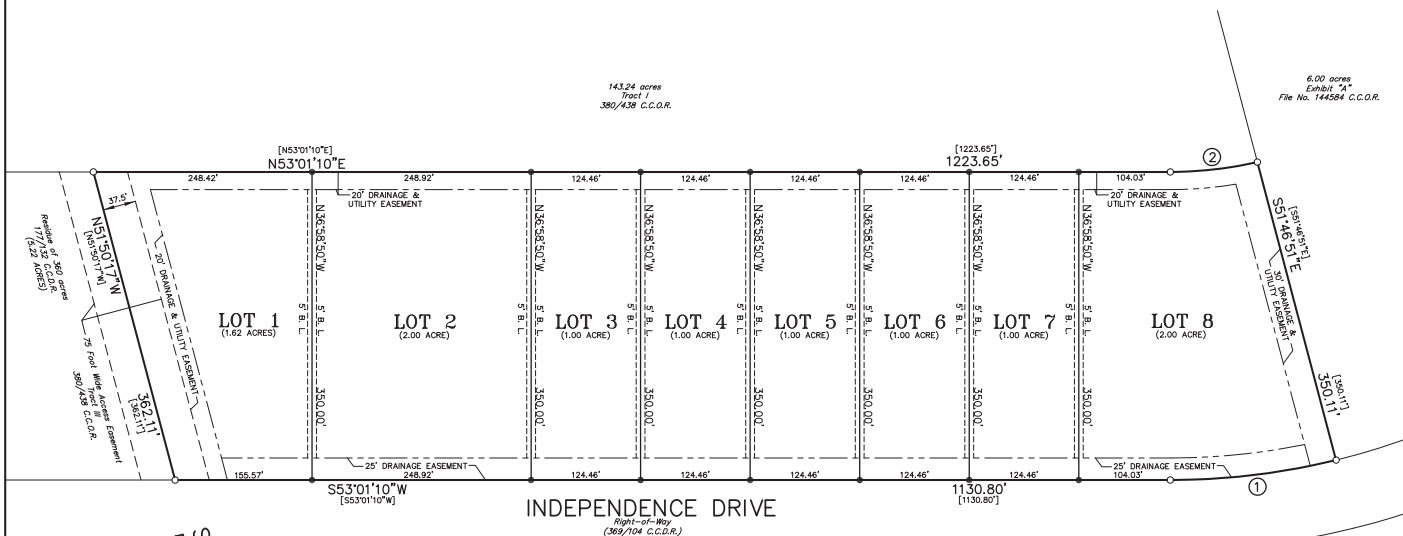 143.24 acres
Tract I
380/438 C.C.O.R.
6.00 acres
Exhibit "A"
File No. 144584 C.C.O.R.
[N53°01'10"E]
N53°01'10"E
[1223.65']
1223.65'
②
248.42'
248.92'
124.46'
124.46'
124.46'
124.46'
124.46'
104.03'
20' DRAINAGE &
UTILITY EASEMENT
20' DRAINAGE &
UTILITY EASEMENT
37.5'
N51°50'17"W
[N51°50'17"W]
Residue of 360 acres
177/132 C.C.D.R.
(5.22 ACRES)
20' DRAINAGE & UTILITY EASEMENT
75 Foot Wide Access Easement
Tract III
380/438 C.C.O.R.
362.11'
[362.11']
N36°58'50"W
N36°58'50"W
N36°58'50"W
N36°58'50"W
N36°58'50"W
N36°58'50"W
N36°58'50"W
[S51°46'51"E]
S51°46'51"E
30' DRAINAGE &
UTILITY EASEMENT
[350.11']
350.11'
LOT 1
(1.62 ACRES)
5' B. L
5' B. L
LOT 2
(2.00 ACRE)
5' B. L
5' B. L
LOT 3
(1.00 ACRE)
5' B. L
5' B. L
LOT 4
(1.00 ACRE)
5' B. L
5' B. L
LOT 5
(1.00 ACRE)
5' B. L
5' B. L
LOT 6
(1.00 ACRE)
5' B. L
5' B. L
LOT 7
(1.00 ACRE)
5' B. L
5' B. L
LOT 8
(2.00 ACRE)
350.00'
350.00'
350.00'
350.00'
350.00'
350.00'
350.00'
25' DRAINAGE EASEMENT
25' DRAINAGE EASEMENT
155.57'
248.92'
124.46'
124.46'
124.46'
124.46'
124.46'
104.03'
①
S53°01'10"W
[S53°01'10"W]
1130.80'
[1130.80']
INDEPENDENCE DRIVE
Right-of-Way
(369/104 C.C.D.R.)